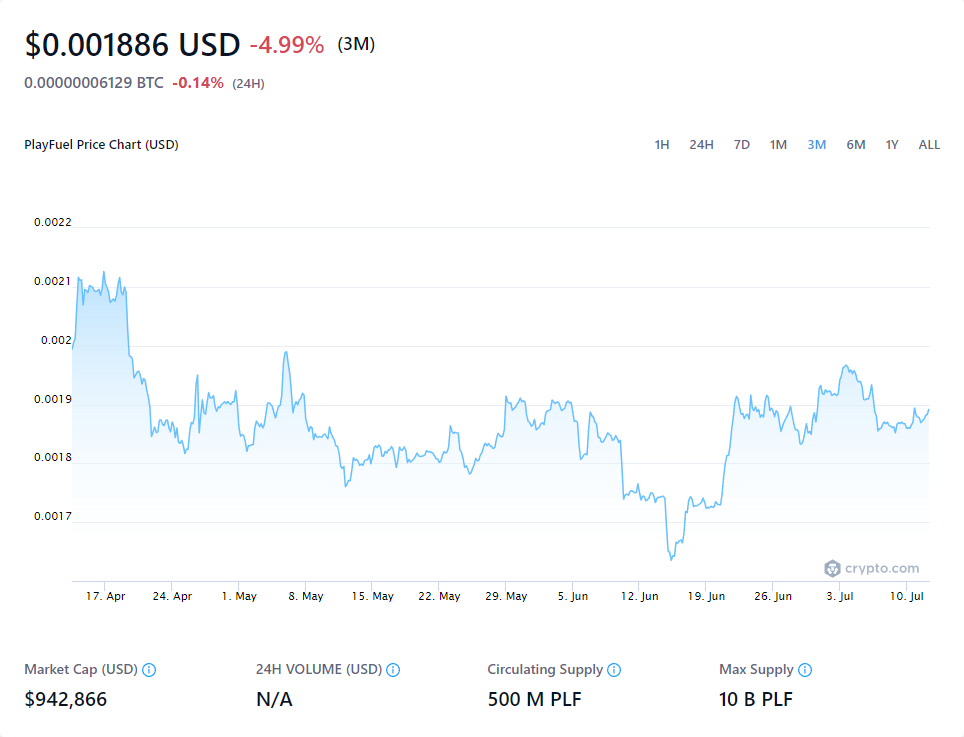 $0.001886 USD -4.99% (3M)
0.00000006129 BTC -0.14% (24H)
PlayFuel Price Chart (USD) 1H 24H 7D 1M 3M 6M 1Y ALL
0.0022
0.0021
0.002
0.0019
0.0018
0.0017
crypto.com
17. Apr 24. Apr 1. May 8. May 15. May 22. May 29. May 5. Jun 12. Jun 19. Jun 26. Jun 3. Jul 10. Jul
Market Cap (USD) 24H VOLUME (USD) Circulating Supply Max Supply
$942,866 N/A 500 M PLF 10 B PLF